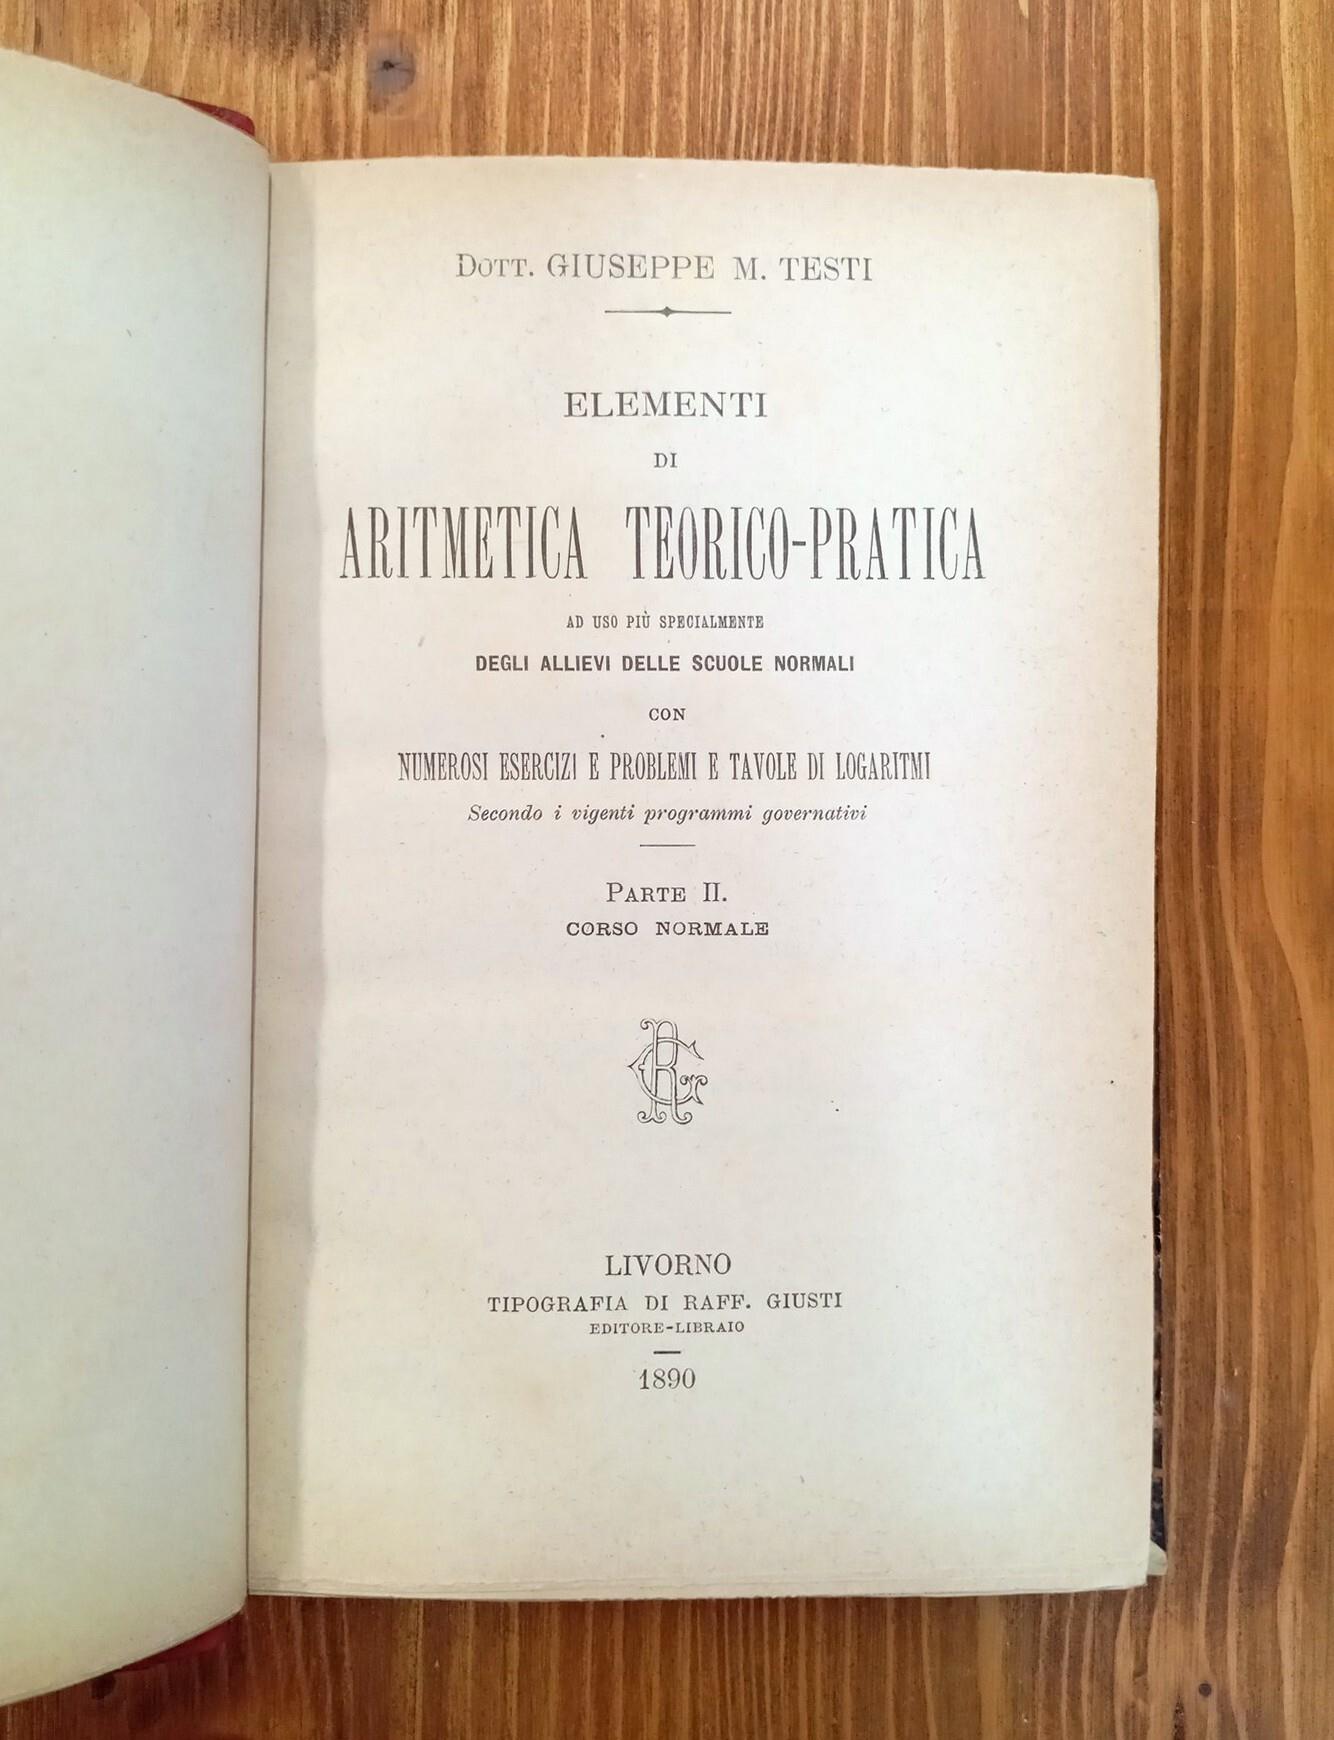 DOTT. GIUSEPPE M. TESTI
ELEMENTI
DI
ARITMETICA TEORICO-PRATICA
AD USO PIÙ SPECIALMENTE
DEGLI ALLIEVI DELLE SCUOLE NORMALI
CON
NUMEROSI ESERCIZI E PROBLEMI E TAVOLE DI LOGARITMI
Secondo i vigenti programmi governativi
PARTE II.
CORSO NORMALE
RG
LIVORNO
TIPOGRAFIA DI RAFF. GIUSTI
EDITORE-LIBRAIO
1890